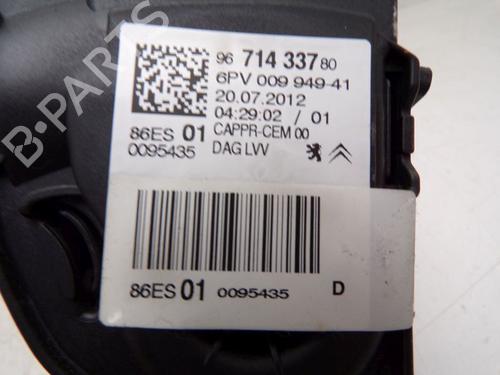 96 714 337 80
6PV 009 949-41
20.07.2012
04:29:02 / 01
86ES 01 CAPPR-CEM 00
0095435 DAG LVV
86ES 01 0095435 D
B-Parts